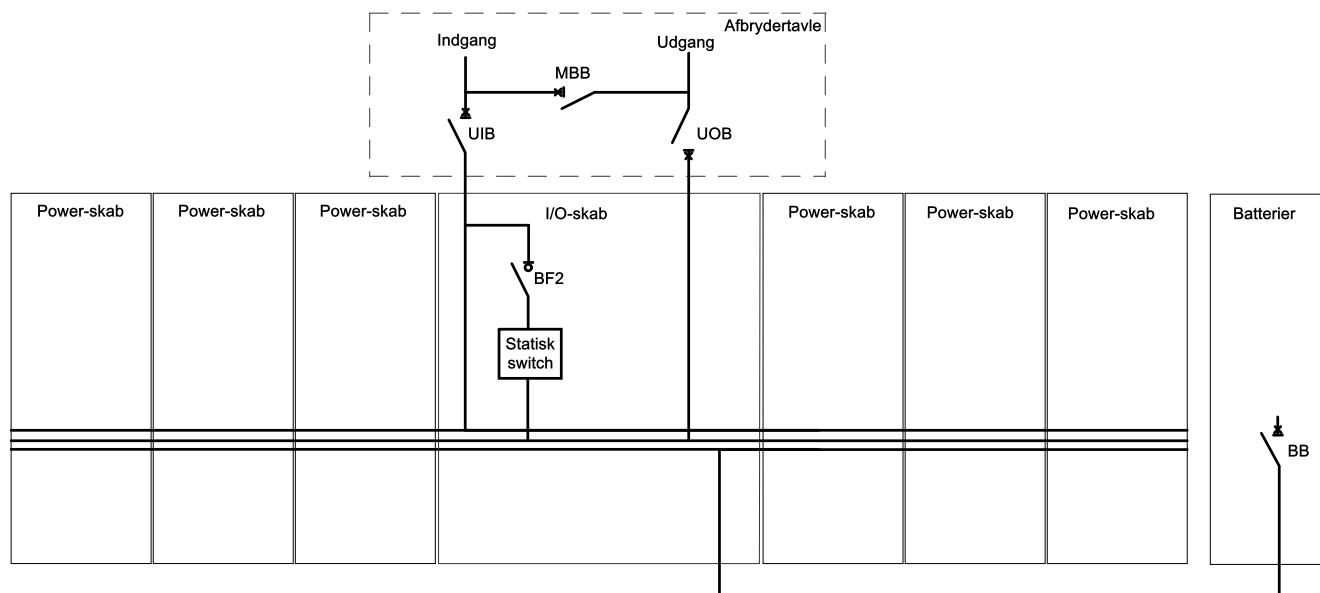 Afbrydertavle
Indgang
Udgang
MBB
UIB
UOB
Power-skab
Power-skab
Power-skab
I/O-skab
Power-skab
Power-skab
Power-skab
Batterier
BF2
Statisk
switch
BB